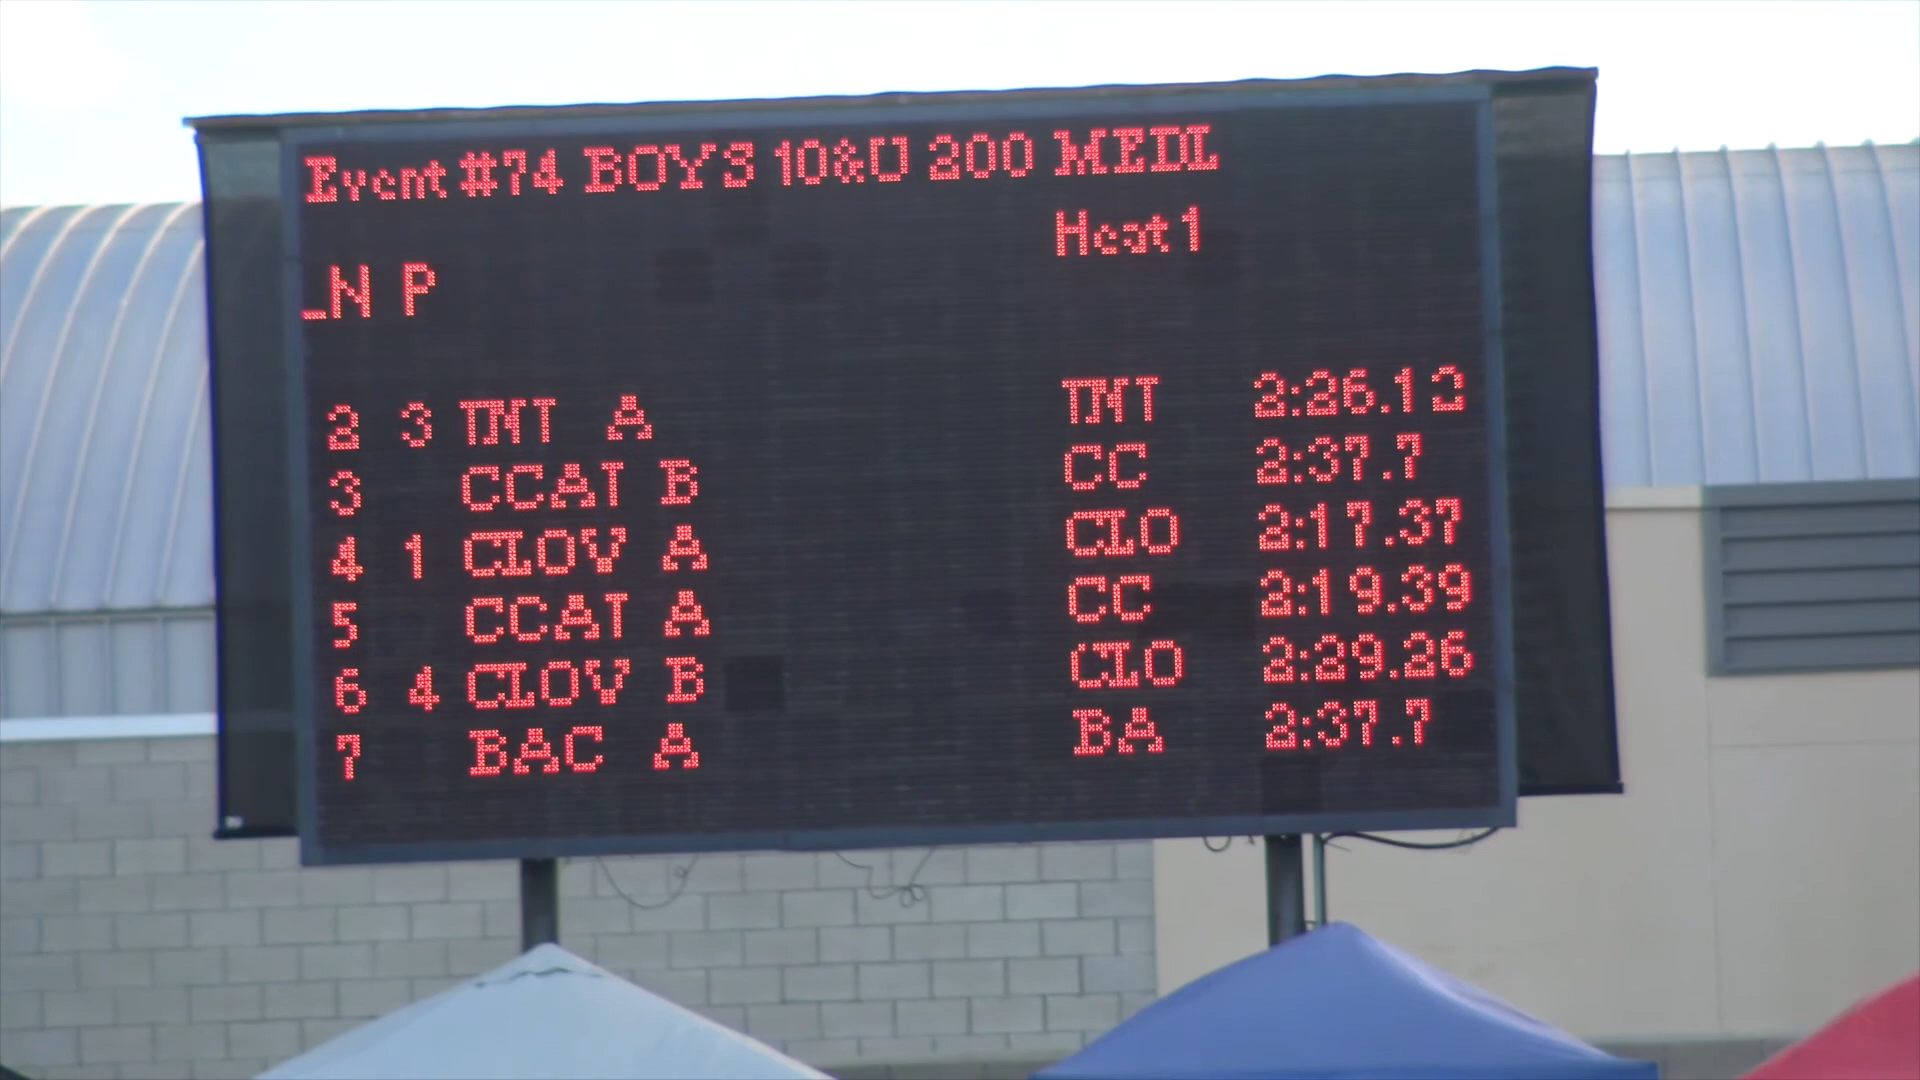 Event #74 BOYS 10&U 200 MEDL
Heat 1
_N P
2 3 TNT A TNT 2:26.13
3 CCAT B CC 2:37.7
4 1 CLOV A CLO 2:17.37
5 CCAT A CC 2:19.39
6 4 CLOV B CLO 2:29.26
7 BAC A BA 2:37.7